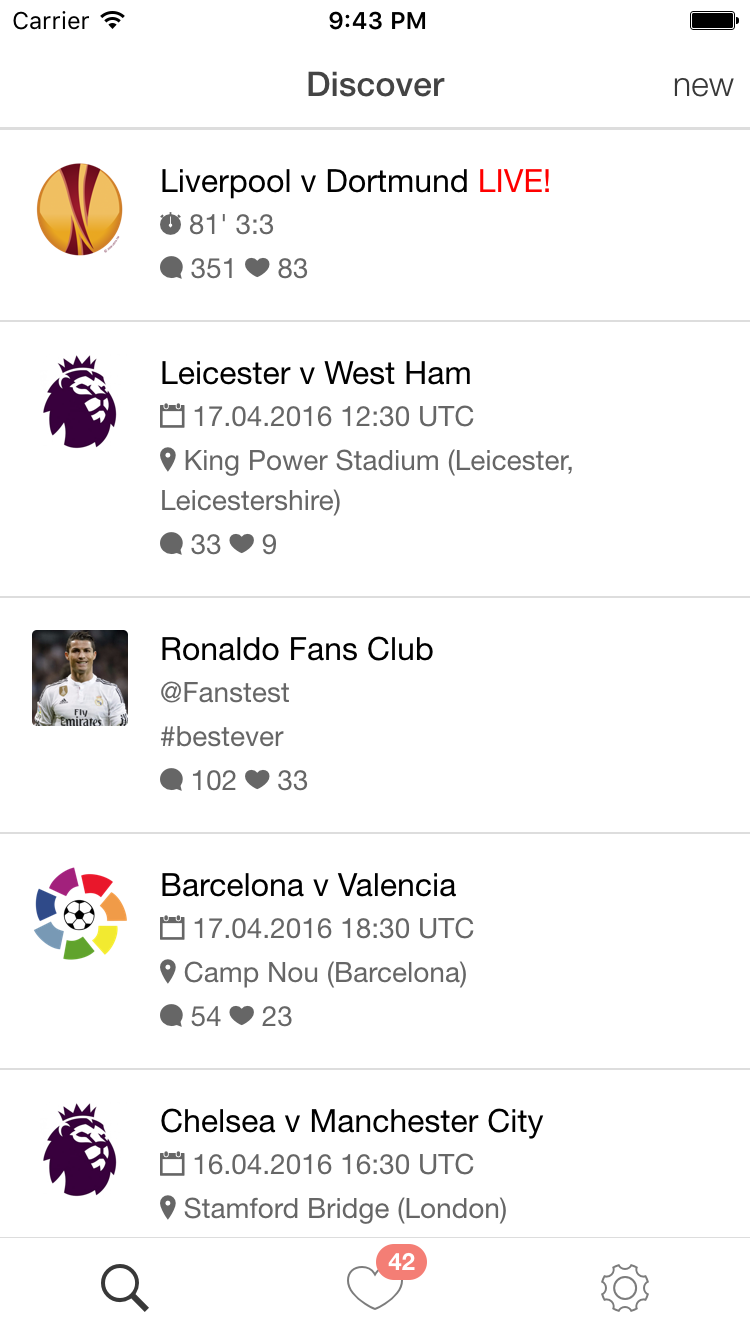 Carrier 9:43 PM
Discover new
Liverpool v Dortmund LIVE!
81' 3:3
351 83
Leicester v West Ham
17.04.2016 12:30 UTC
King Power Stadium (Leicester,
Leicestershire)
33 9
Ronaldo Fans Club
@Fanstest
#bestever
102 33
Fly
Emirates
Barcelona v Valencia
17.04.2016 18:30 UTC
Camp Nou (Barcelona)
54 23
Chelsea v Manchester City
16.04.2016 16:30 UTC
Stamford Bridge (London)
42